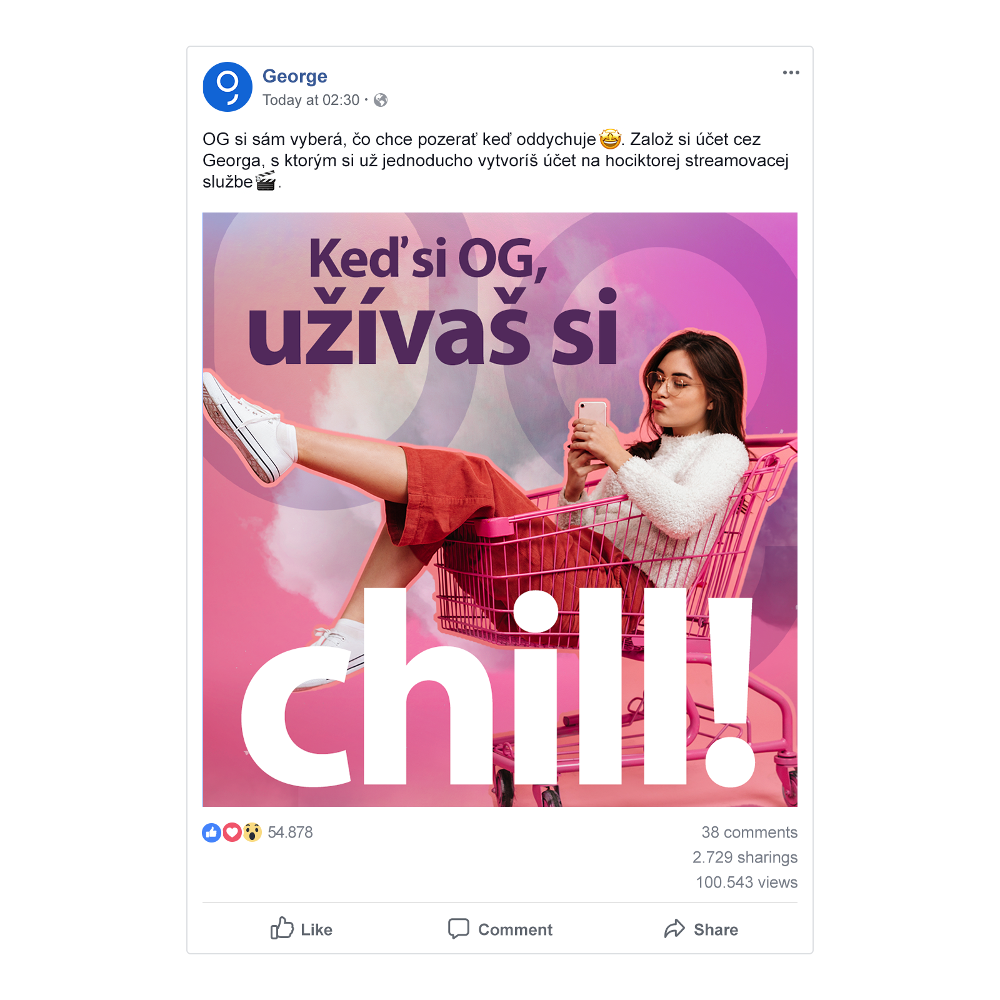 George
Today at 02:30 ·
OG si sám vyberá, čo chce pozerať keď oddychuje🤩. Založ si účet cez
Georga, s ktorým si už jednoducho vytvoríš účet na hociktorej streamovacej
službe🎬.
Keď si OG,
užívaš si
chill!
54.878
38 comments
2.729 sharings
100.543 views
Like
Comment
Share